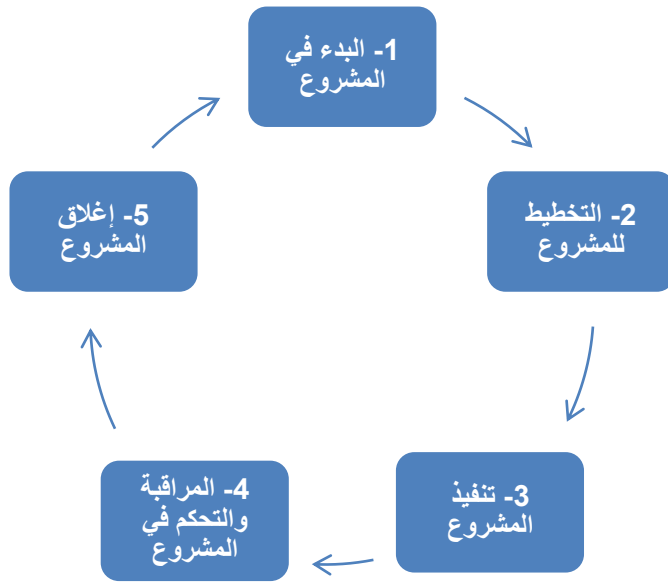 1- البدء في
المشروع
2- التخطيط
للمشروع
3- تنفيذ
المشروع
4- المراقبة
والتحكم في
المشروع
5- إغلاق
المشروع